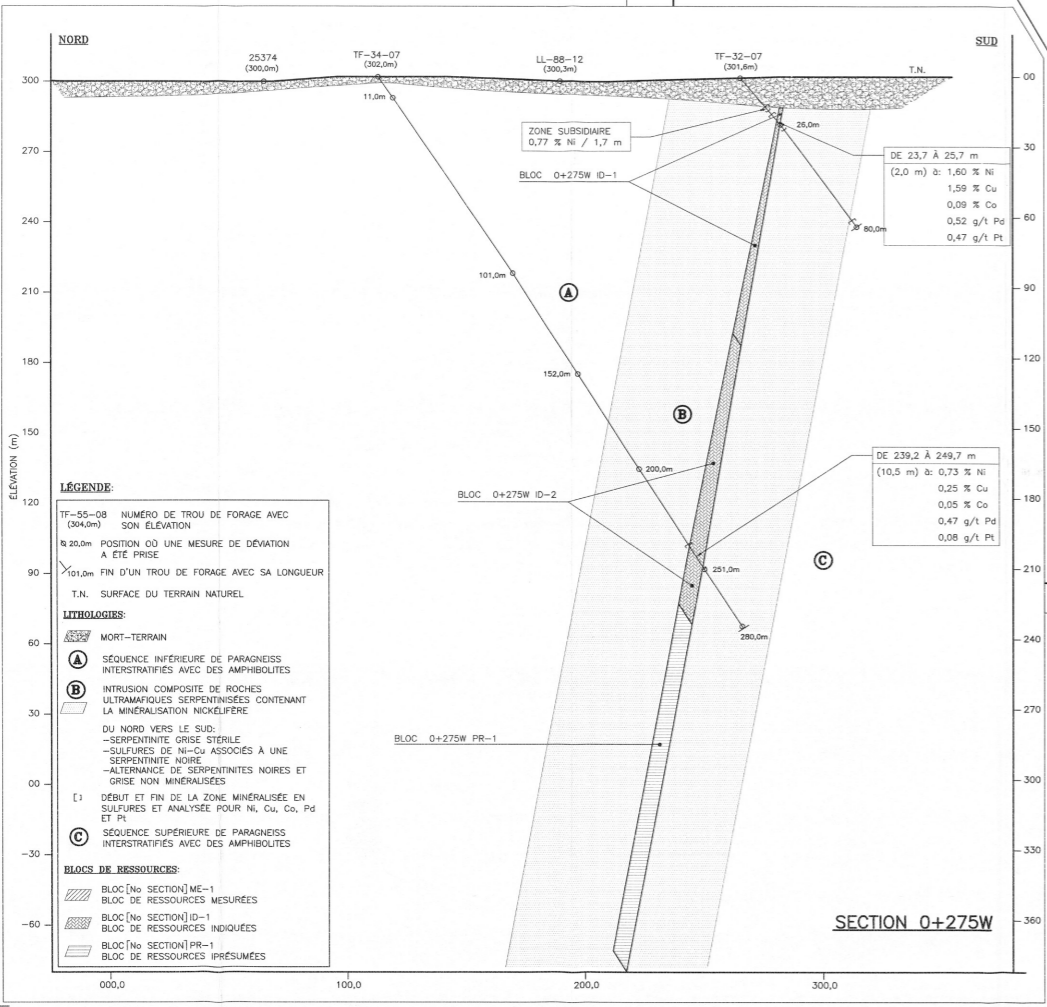 NORD
SUD
25374
(300,0m)
TF-34-07
(302,0m)
LL-88-12
(300,3m)
TF-32-07
(301,6m)
T.N.
300
270
240
210
180
150
120
90
60
30
00
-30
-60
ÉLÉVATION (m)
00
30
60
90
120
150
180
210
240
270
300
330
360
11,0m
101,0m
152,0m
200,0m
251,0m
280,0m
26,0m
80,0m
ZONE SUBSIDIAIRE
0,77 % Ni / 1,7 m
BLOC 0+275W ID-1
DE 23,7 À 25,7 m
(2,0 m) à: 1,60 % Ni
1,59 % Cu
0,09 % Co
0,52 g/t Pd
0,47 g/t Pt
A
B
C
BLOC 0+275W ID-2
DE 239,2 À 249,7 m
(10,5 m) à: 0,73 % Ni
0,25 % Cu
0,05 % Co
0,47 g/t Pd
0,08 g/t Pt
BLOC 0+275W PR-1
LÉGENDE:
TF-55-08 NUMÉRO DE TROU DE FORAGE AVEC
(304,0m) SON ÉLÉVATION
20,0m POSITION OÙ UNE MESURE DE DÉVIATION
A ÉTÉ PRISE
101,0m FIN D'UN TROU DE FORAGE AVEC SA LONGUEUR
T.N. SURFACE DU TERRAIN NATUREL
LITHOLOGIES:
MORT-TERRAIN
A SÉQUENCE INFÉRIEURE DE PARAGNEISS
INTERSTRATIFIÉS AVEC DES AMPHIBOLITES
B INTRUSION COMPOSITE DE ROCHES
ULTRAMAFIQUES SERPENTINISÉES CONTENANT
LA MINÉRALISATION NICKÉLIFÈRE
DU NORD VERS LE SUD:
-SERPENTINITE GRISE STÉRILE
-SULFURES DE Ni-Cu ASSOCIÉS À UNE
SERPENTINITE NOIRE
-ALTERNANCE DE SERPENTINITES NOIRES ET
GRISE NON MINÉRALISÉES
[] DÉBUT ET FIN DE LA ZONE MINÉRALISÉE EN
SULFURES ET ANALYSÉE POUR Ni, Cu, Co, Pd
ET Pt
C SÉQUENCE SUPÉRIEURE DE PARAGNEISS
INTERSTRATIFIÉS AVEC DES AMPHIBOLITES
BLOCS DE RESSOURCES:
BLOC [No SECTION] ME-1
BLOC DE RESSOURCES MESURÉES
BLOC [No SECTION] ID-1
BLOC DE RESSOURCES INDIQUÉES
BLOC [No SECTION] PR-1
BLOC DE RESSOURCES IPRÉSUMÉES
SECTION 0+275W
000,0
100,0
200,0
300,0